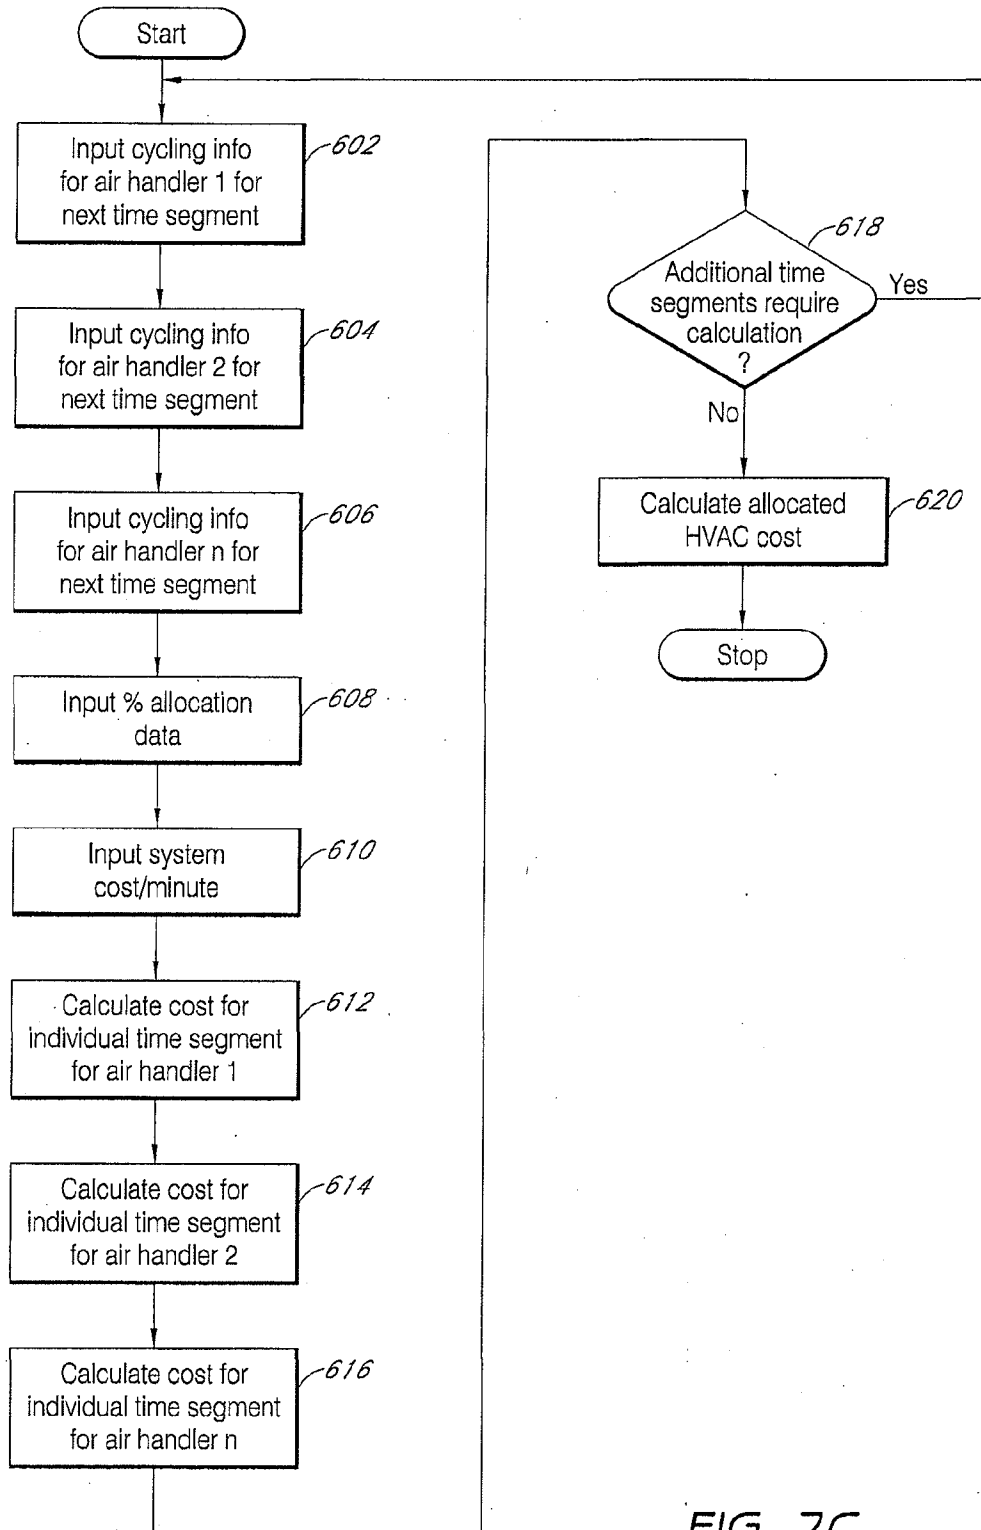 Start
Input cycling info
for air handler 1 for
next time segment
602
Input cycling info
for air handler 2 for
next time segment
604
Input cycling info
for air handler n for
next time segment
606
Input % allocation
data
608
Input system
cost/minute
610
Calculate cost for
individual time segment
for air handler 1
612
Calculate cost for
individual time segment
for air handler 2
614
Calculate cost for
individual time segment
for air handler n
616
618
Additional time
segments require
calculation
?
Yes
No
Calculate allocated
HVAC cost
620
Stop
FIG. 7C